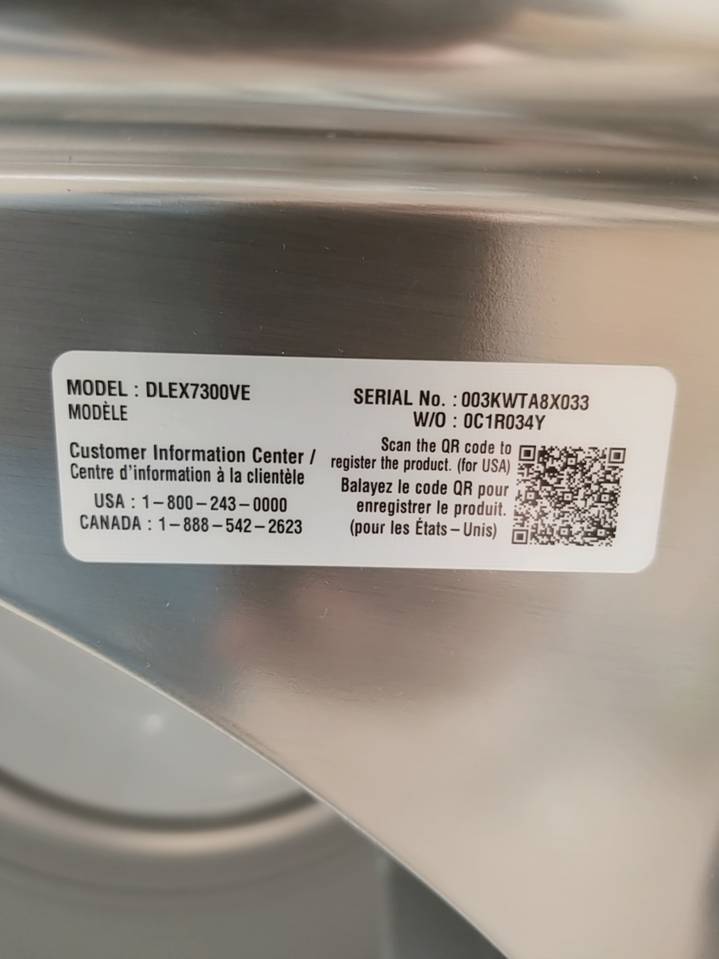 MODEL : DLEX7300VE
MODÈLE
Customer Information Center /
Centre d'information à la clientèle
USA : 1-800-243-0000
CANADA : 1-888-542-2623
SERIAL No. : 003KWTA8X033
W/O : 0C1R034Y
Scan the QR code to
register the product. (for USA)
Balayez le code QR pour
enregistrer le produit.
(pour les États-Unis)